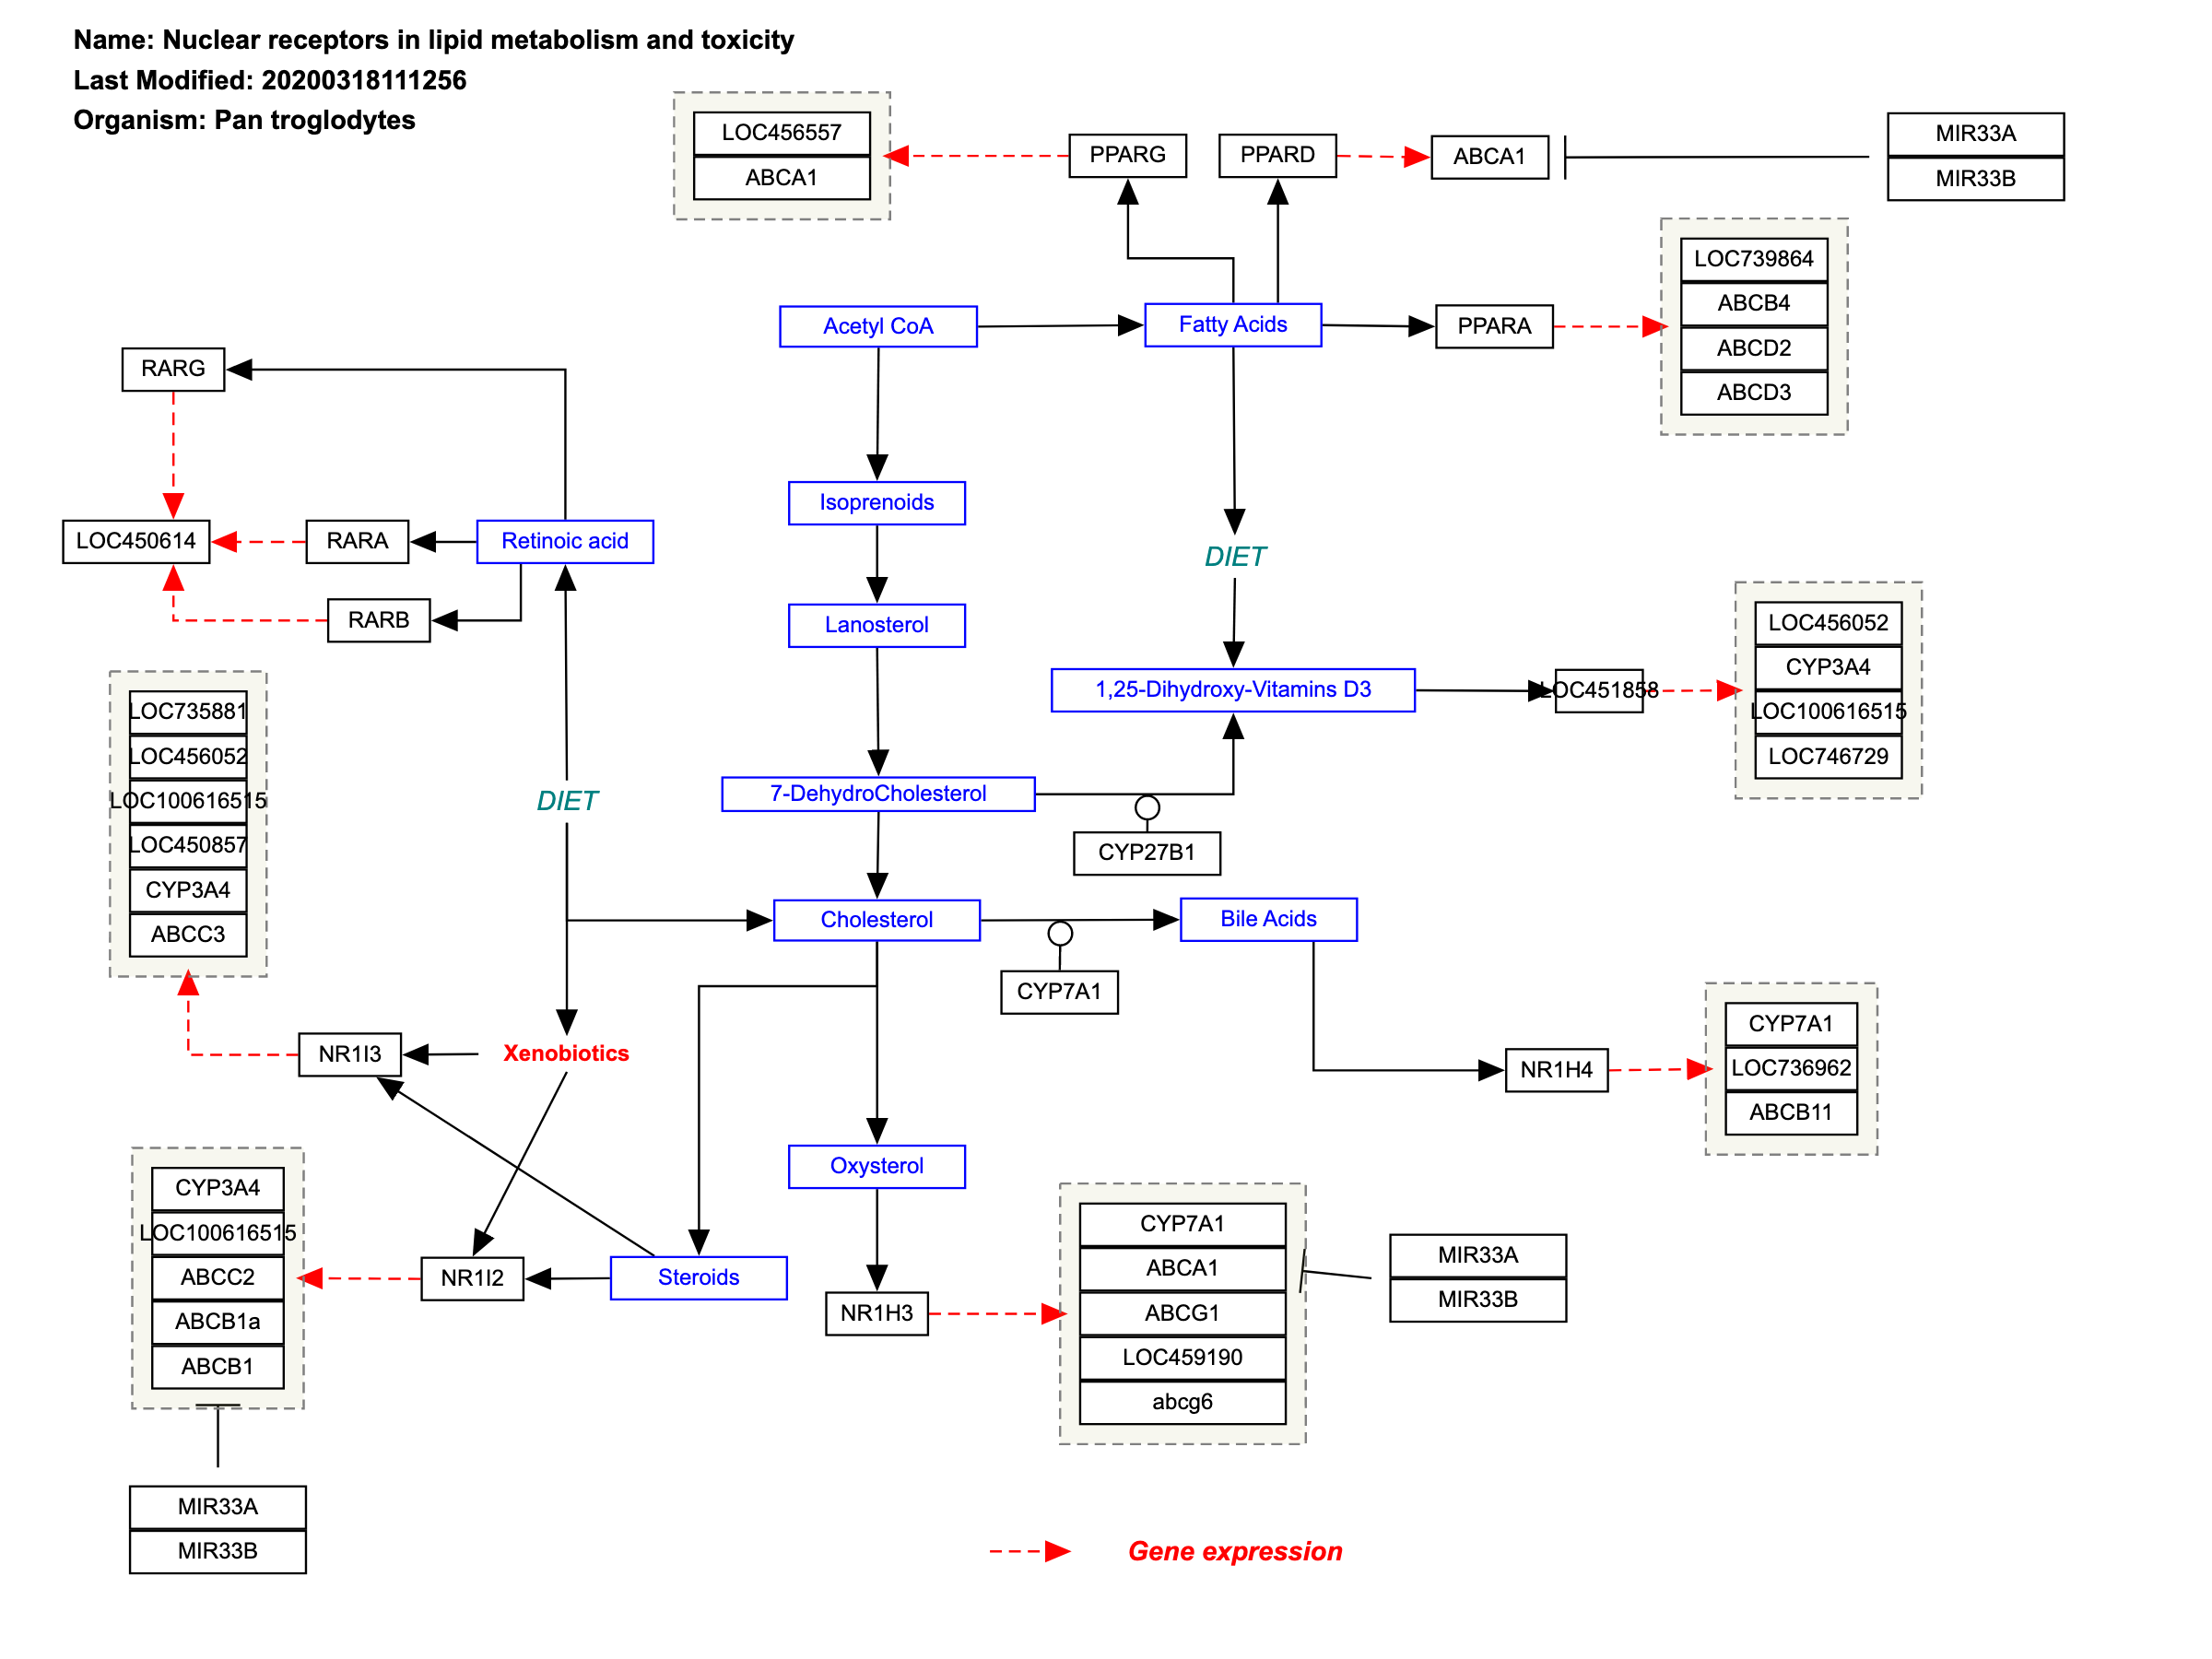 Name: Nuclear receptors in lipid metabolism and toxicity
Last Modified: 20200318111256
Organism: Pan troglodytes
LOC456557
ABCA1
PPARG
PPARD
ABCA1
MIR33A
MIR33B
LOC739864
ABCB4
ABCD2
ABCD3
Acetyl CoA
Fatty Acids
PPARA
RARG
Isoprenoids
LOC450614
RARA
Retinoic acid
DIET
RARB
Lanosterol
1,25-Dihydroxy-Vitamins D3
LOC451858
LOC456052
CYP3A4
LOC100616515
LOC746729
LOC735881
LOC456052
LOC100616515
LOC450857
CYP3A4
ABCC3
DIET
7-DehydroCholesterol
CYP27B1
Cholesterol
Bile Acids
CYP7A1
NR1I3
Xenobiotics
NR1H4
CYP7A1
LOC736962
ABCB11
Oxysterol
CYP3A4
LOC100616515
ABCC2
ABCB1a
ABCB1
NR1I2
Steroids
NR1H3
CYP7A1
ABCA1
ABCG1
LOC459190
abcg6
MIR33A
MIR33B
MIR33A
MIR33B
Gene expression